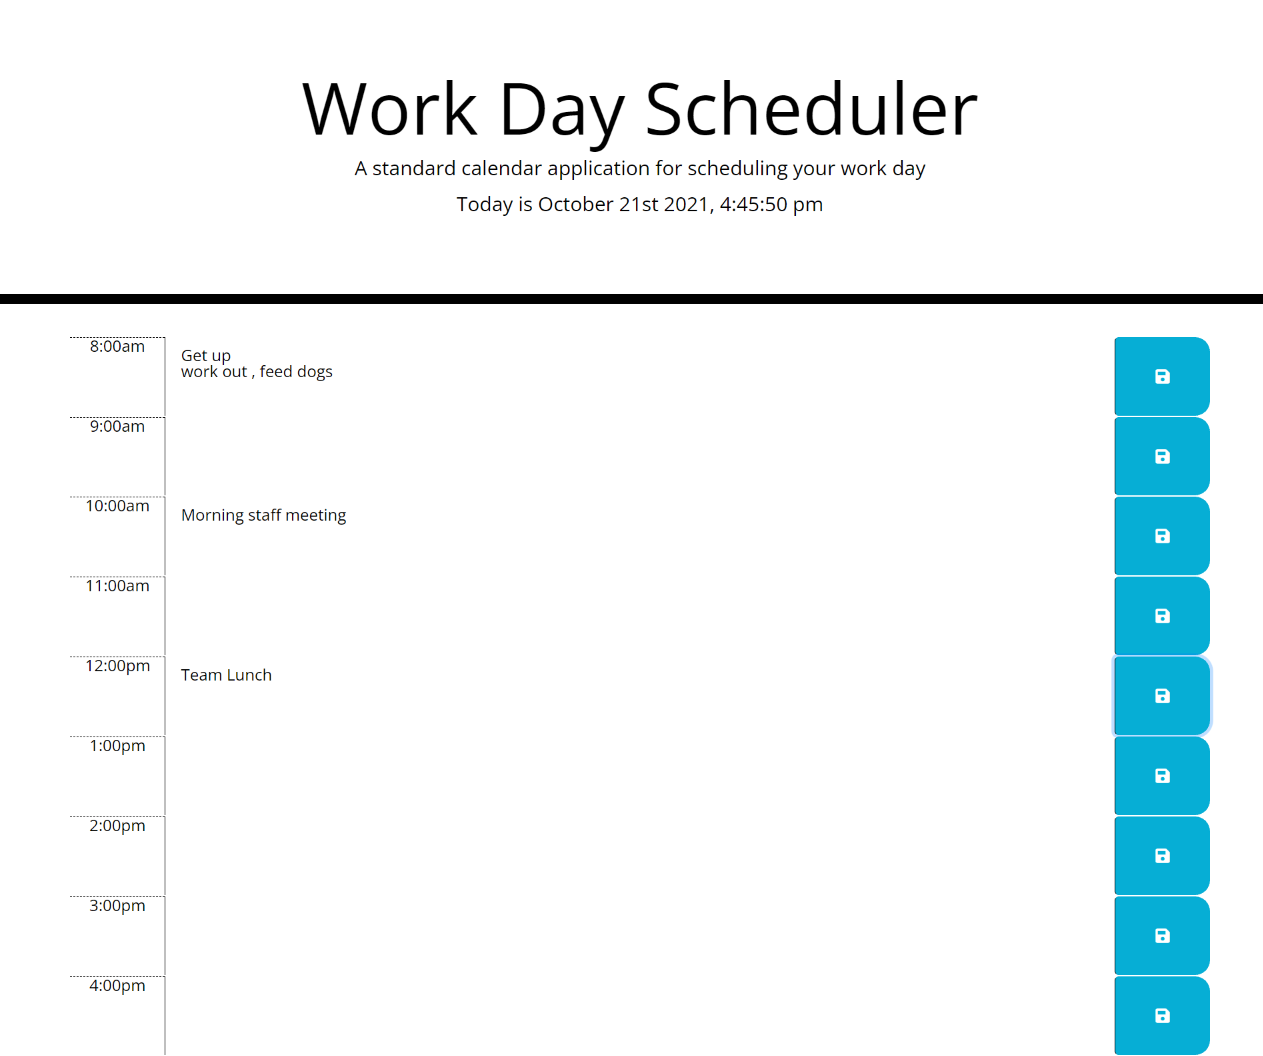 Work Day Scheduler
A standard calendar application for scheduling your work day
Today is October 21st 2021, 4:45:50 pm
8:00am
Get up
work out , feed dogs
9:00am
10:00am
Morning staff meeting
11:00am
12:00pm
Team Lunch
1:00pm
2:00pm
3:00pm
4:00pm